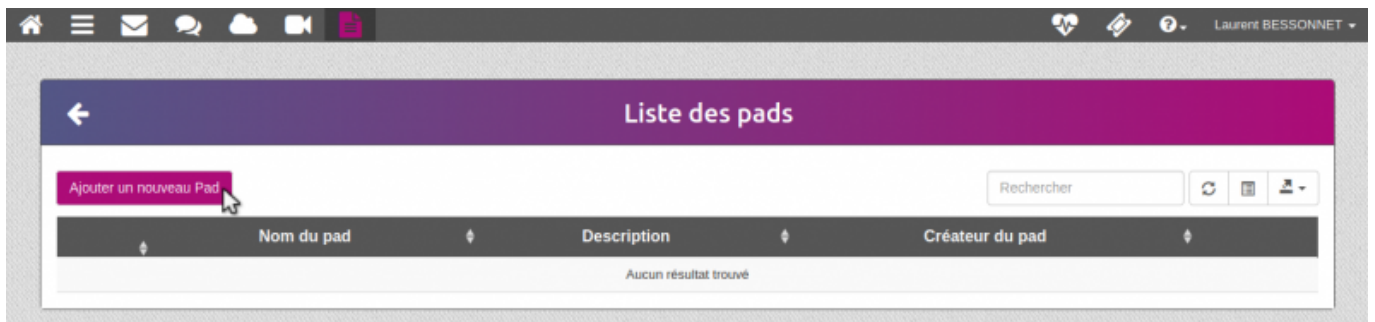 Laurent BESSONNET
Liste des pads
Ajouter un nouveau Pad
Rechercher
Nom du pad Description Créateur du pad
Aucun résultat trouvé